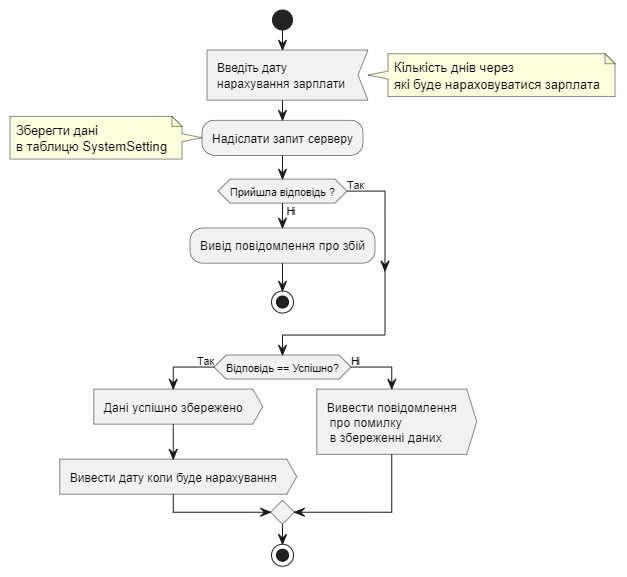 Введіть дату
нарахування зарплати
Кількість днів через
які буде нараховуватися зарплата
Зберегти дані
в таблицю SystemSetting
Надіслати запит серверу
Прийшла відповідь ?
Так
Ні
Вивід повідомлення про збій
Так
Відповідь == Успішно?
Ні
Дані успішно збережено
Вивести повідомлення
про помилку
в збереженні даних
Вивести дату коли буде нарахування